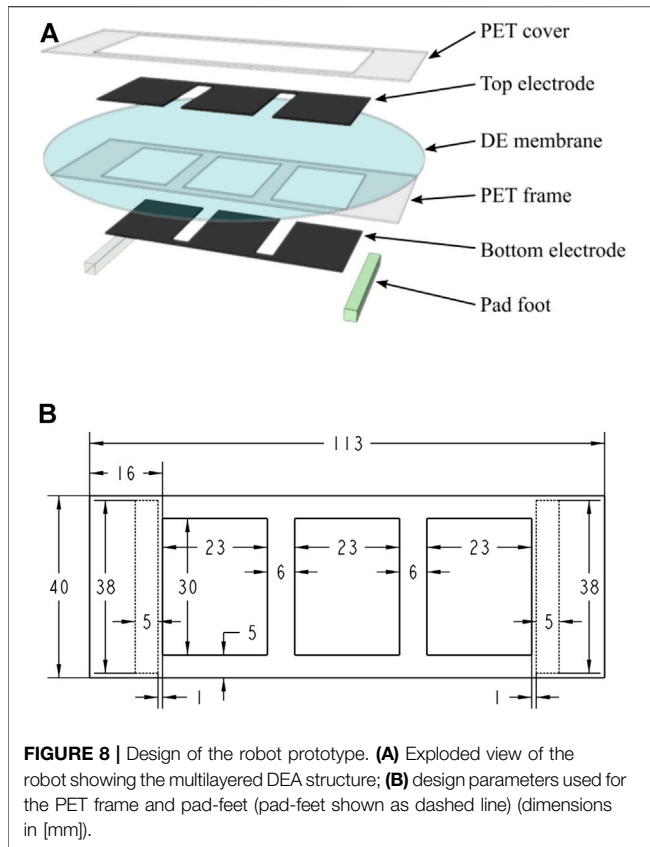 A
PET cover
Top electrode
DE membrane
PET frame
Bottom electrode
Pad foot
B
113
16
23
23
23
6
6
40
38
30
38
5
5
5
1
1
FIGURE 8 | Design of the robot prototype. (A) Exploded view of the
robot showing the multilayered DEA structure; (B) design parameters used for
the PET frame and pad-feet (pad-feet shown as dashed line) (dimensions
in [mm]).